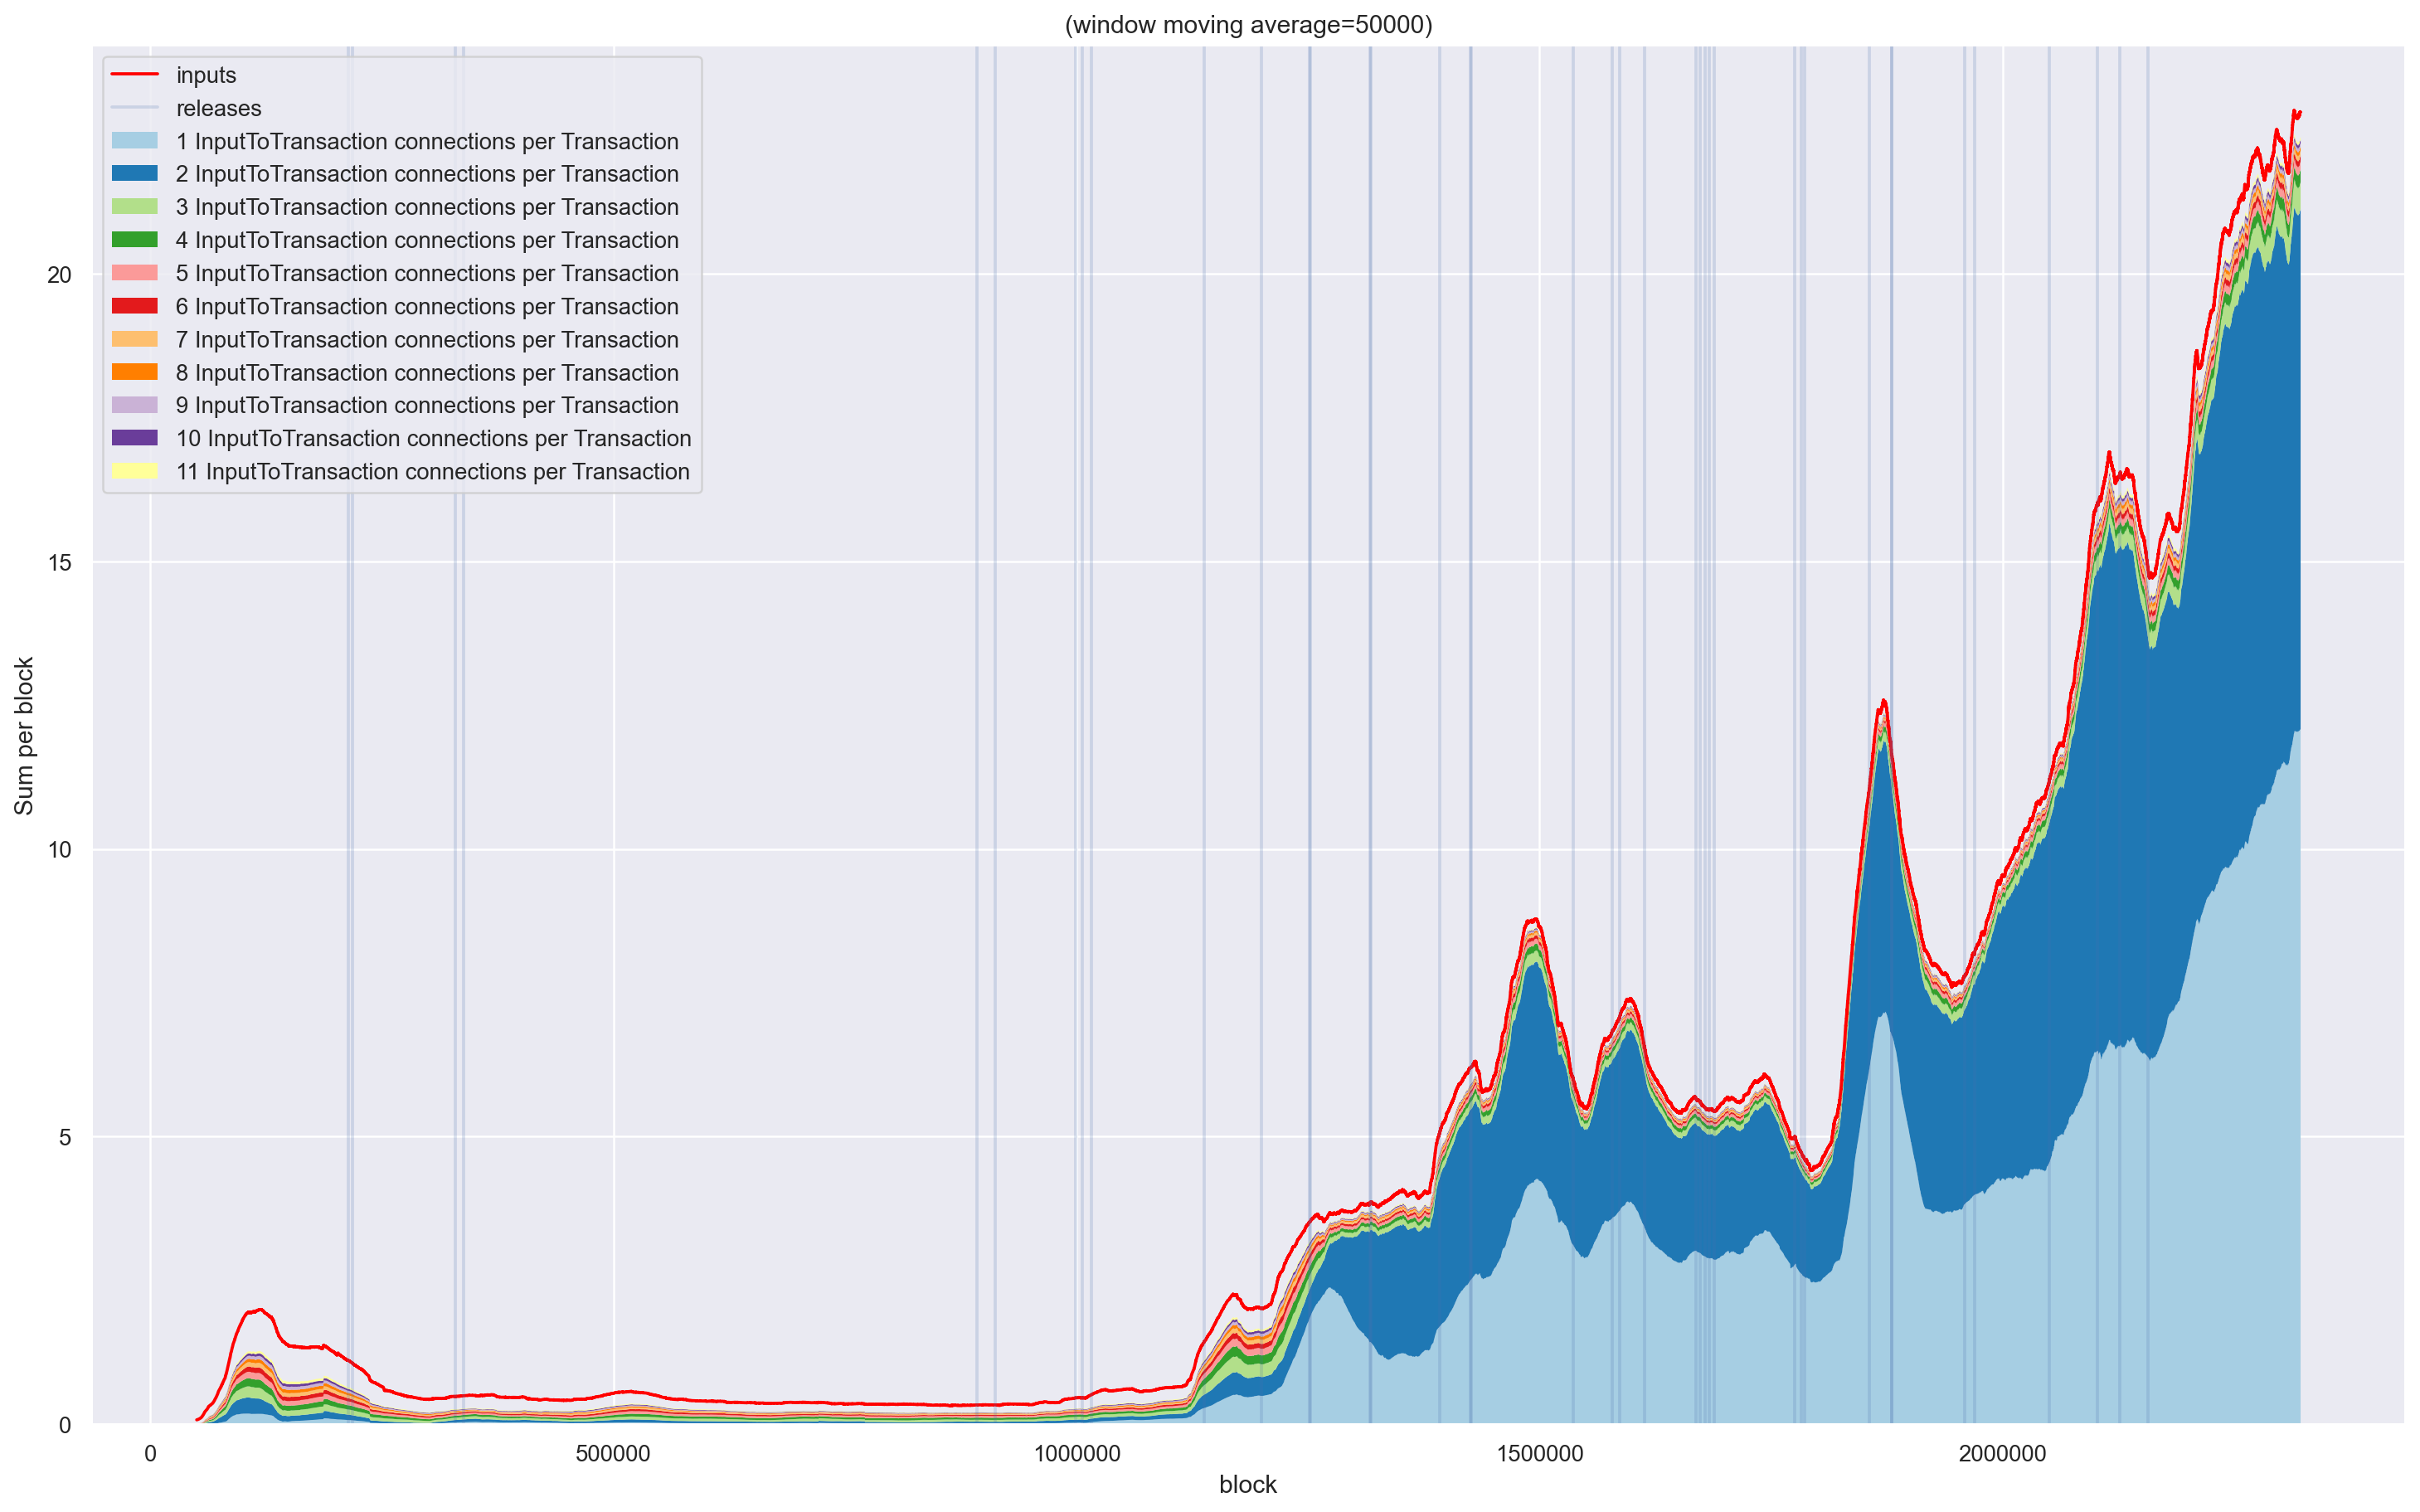 (window moving average=50000)
inputs
releases
1 InputToTransaction connections per Transaction
2 InputToTransaction connections per Transaction
3 InputToTransaction connections per Transaction
4 InputToTransaction connections per Transaction
5 InputToTransaction connections per Transaction
6 InputToTransaction connections per Transaction
7 InputToTransaction connections per Transaction
8 InputToTransaction connections per Transaction
9 InputToTransaction connections per Transaction
10 InputToTransaction connections per Transaction
11 InputToTransaction connections per Transaction
20
15
10
5
0
Sum per block
0 500000 1000000 1500000 2000000
block